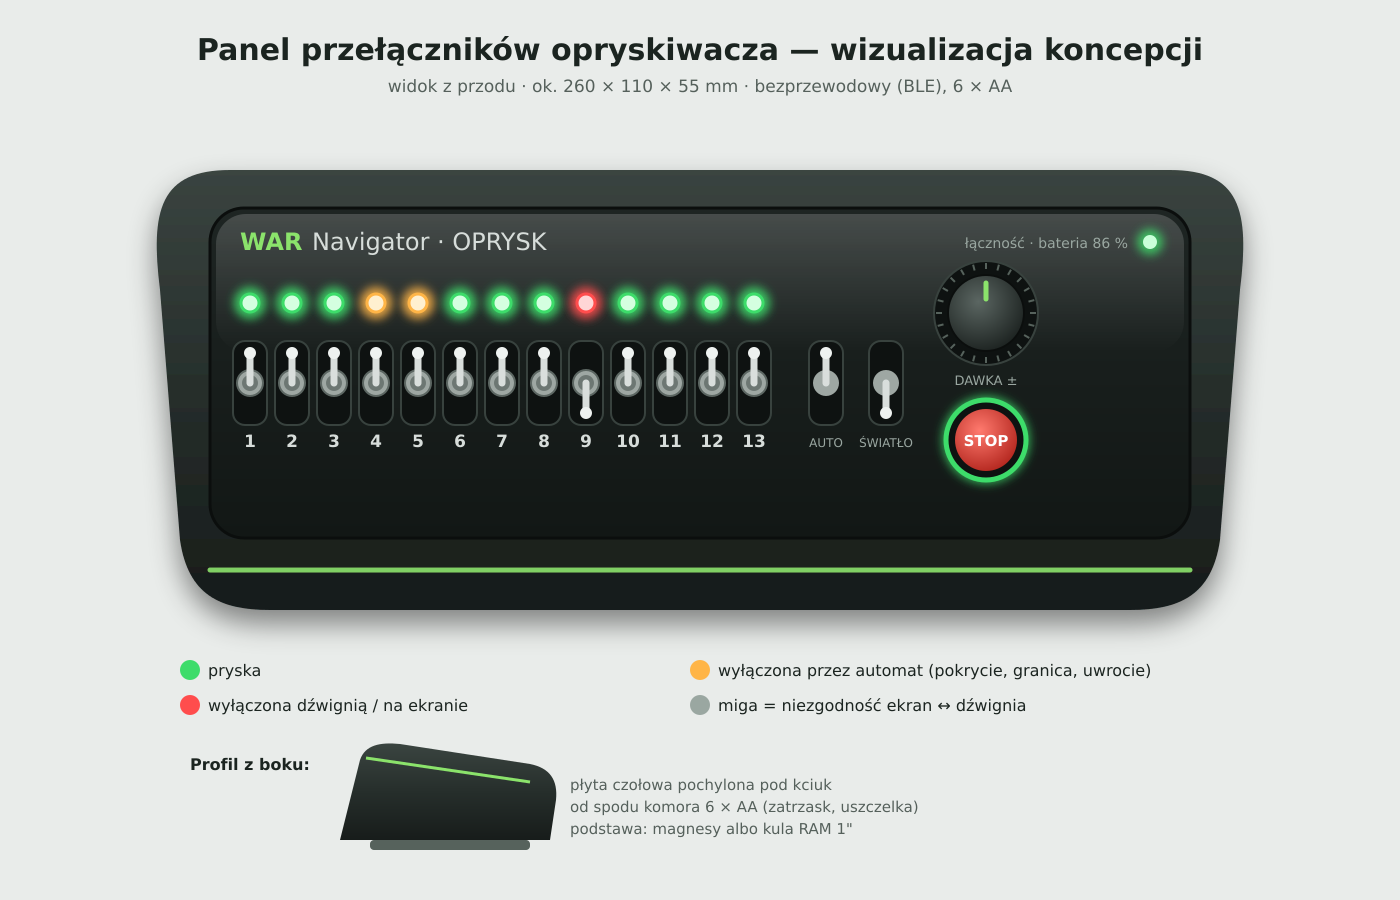 Panel przełączników opryskiwacza — wizualizacja koncepcji
widok z przodu · ok. 260 × 110 × 55 mm · bezprzewodowy (BLE), 6 × AA
WAR Navigator · OPRYSK
łączność · bateria 86 %
DAWKA ±
1 2 3 4 5 6 7 8 9 10 11 12 13
AUTO ŚWIATŁO
STOP
pryska
wyłączona przez automat (pokrycie, granica, uwrocie)
wyłączona dźwignią / na ekranie
miga = niezgodność ekran ↔ dźwignia
Profil z boku:
płyta czołowa pochylona pod kciuk
od spodu komora 6 × AA (zatrzask, uszczelka)
podstawa: magnesy albo kula RAM 1"